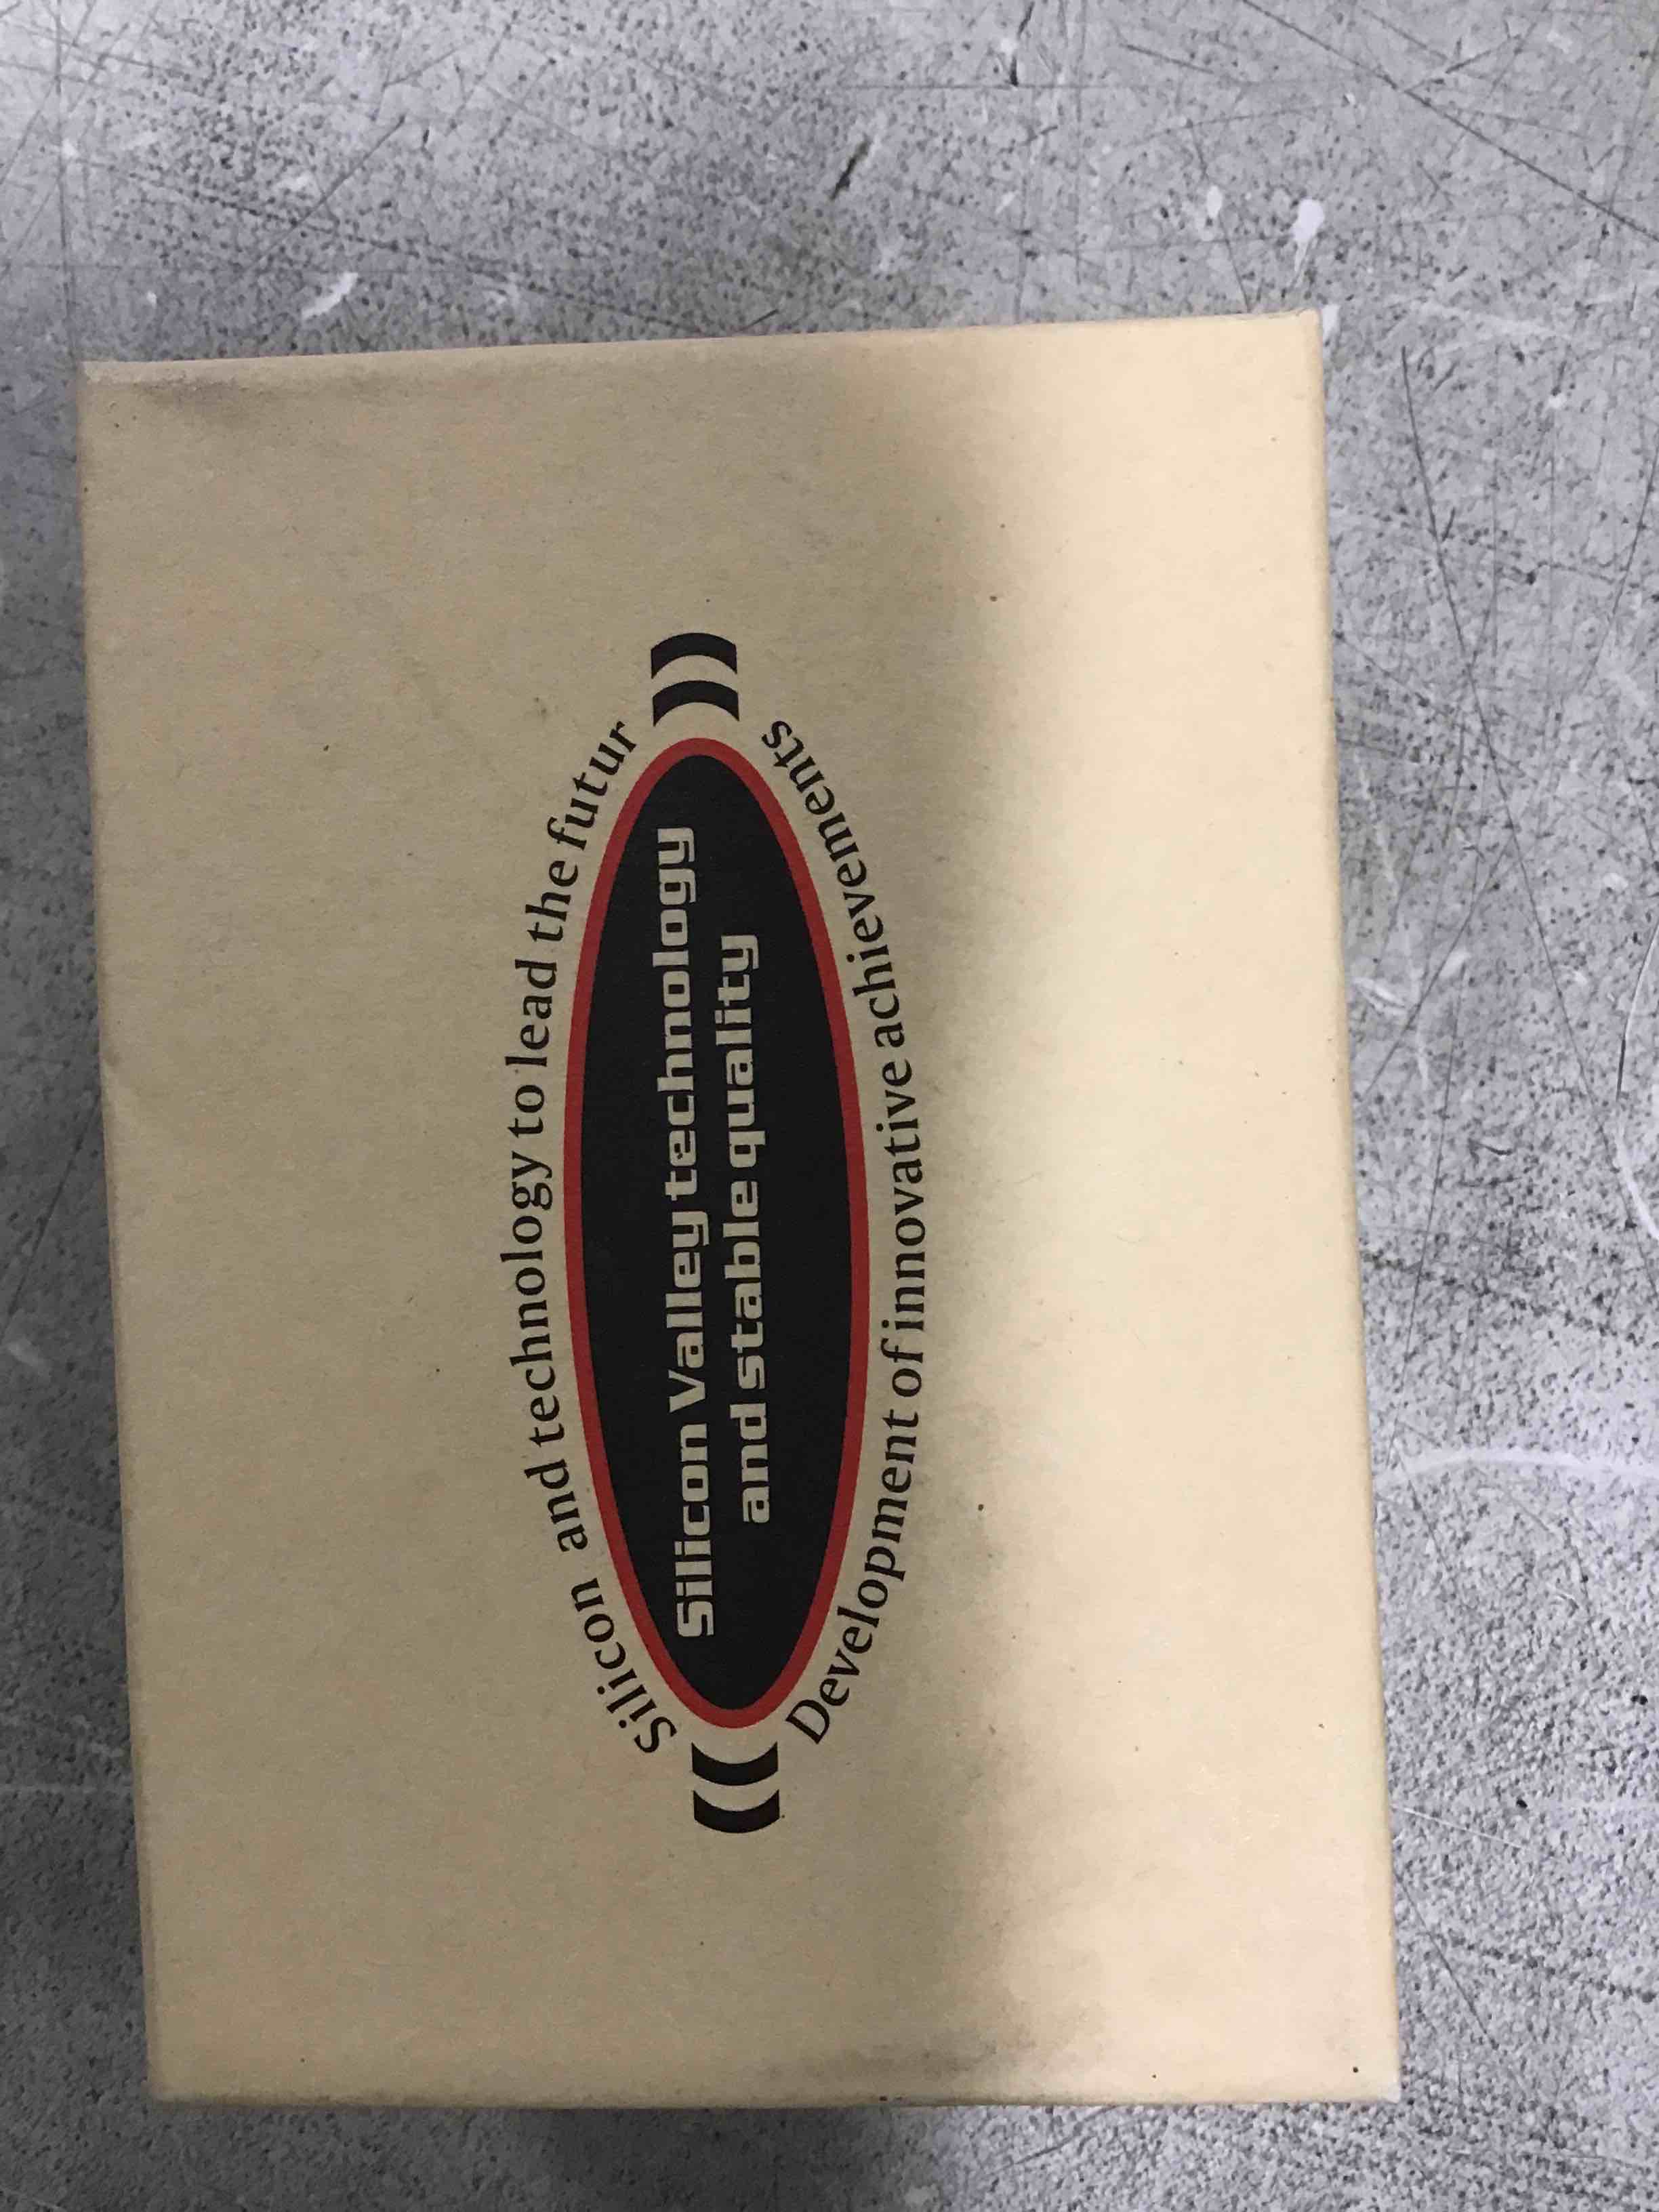 Silicon and technology to lead the futur
Silicon Valley technology
and stable quality
Development of innovative achievements